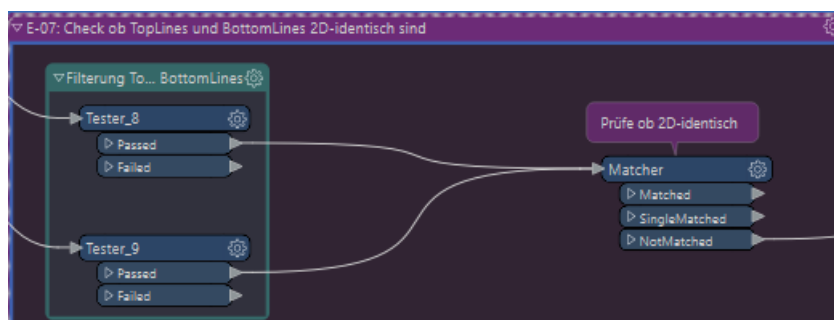 E-07: Check ob TopLines und BottomLines 2D-identisch sind
Filterung To... BottomLines
Tester_8
Passed
Failed
Prüfe ob 2D-identisch
Matcher
Matched
SingleMatched
NotMatched
Tester_9
Passed
Failed